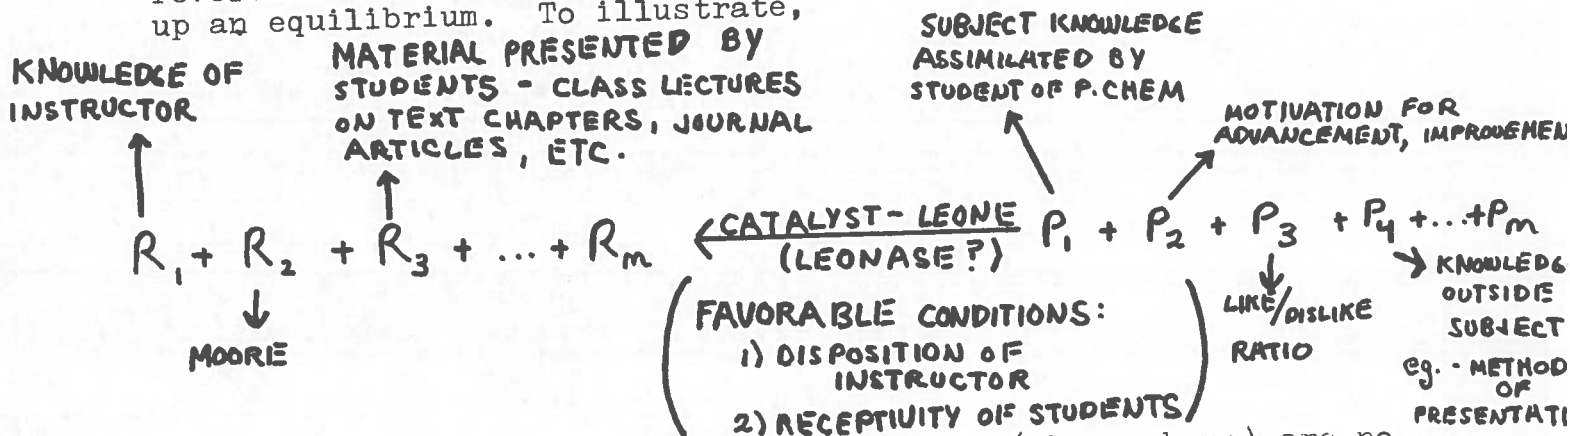 up an equilibrium. To illustrate,
KNOWLEDGE OF
INSTRUCTOR
MATERIAL PRESENTED BY
STUDENTS - CLASS LECTURES
ON TEXT CHAPTERS, JOURNAL
ARTICLES, ETC.
SUBJECT KNOWLEDGE
ASSIMILATED BY
STUDENT OF P.CHEM
MOTIVATION FOR
ADVANCEMENT, IMPROVEMEN
R₁ + R₂ + R₃ + ... + Rₘ ← CATALYST - LEONE P₁ + P₂ + P₃ + P₄ + ... + Pₘ
(LEONASE?)
MOORE
FAVORABLE CONDITIONS:
1) DISPOSITION OF
INSTRUCTOR
2) RECEPTIVITY OF STUDENTS
LIKE/DISLIKE
RATIO
KNOWLEDG
OUTSIDE
SUBJECT
eg. - METHOD
OF
PRESENTATI
are no